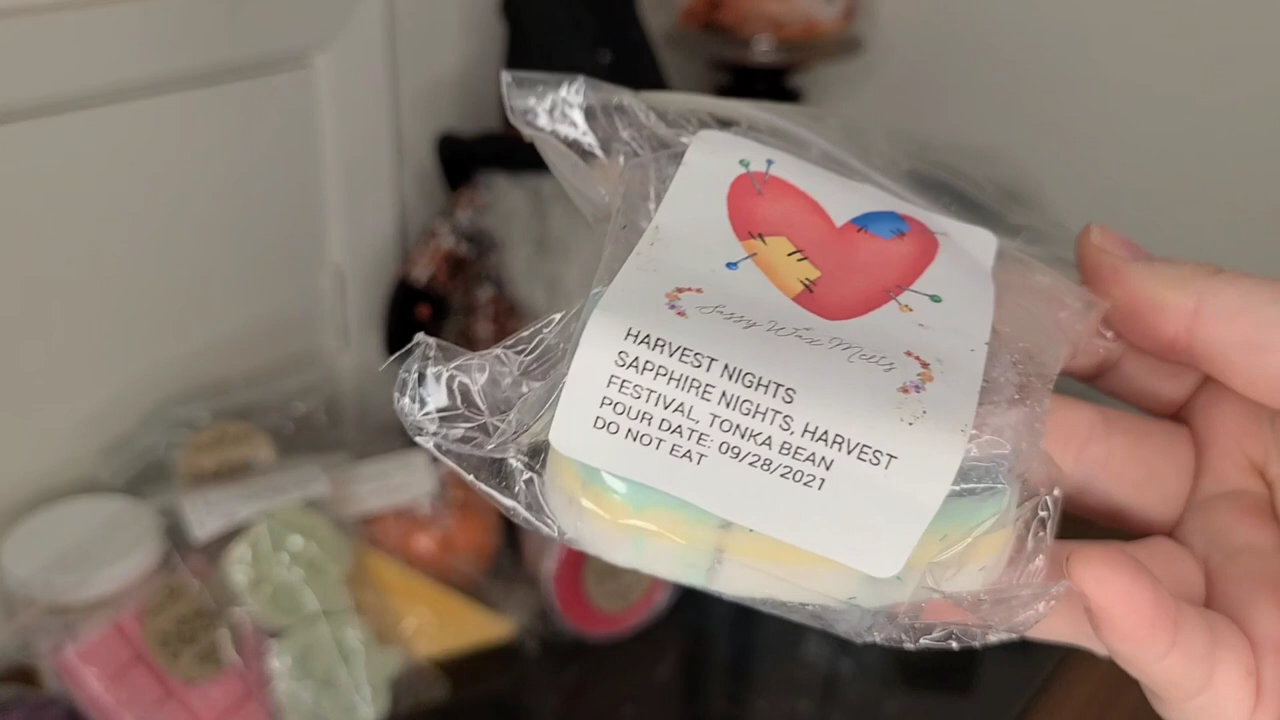 Sassy Wax Melts
HARVEST NIGHTS
SAPPHIRE NIGHTS, HARVEST
FESTIVAL, TONKA BEAN
POUR DATE: 09/28/2021
DO NOT EAT